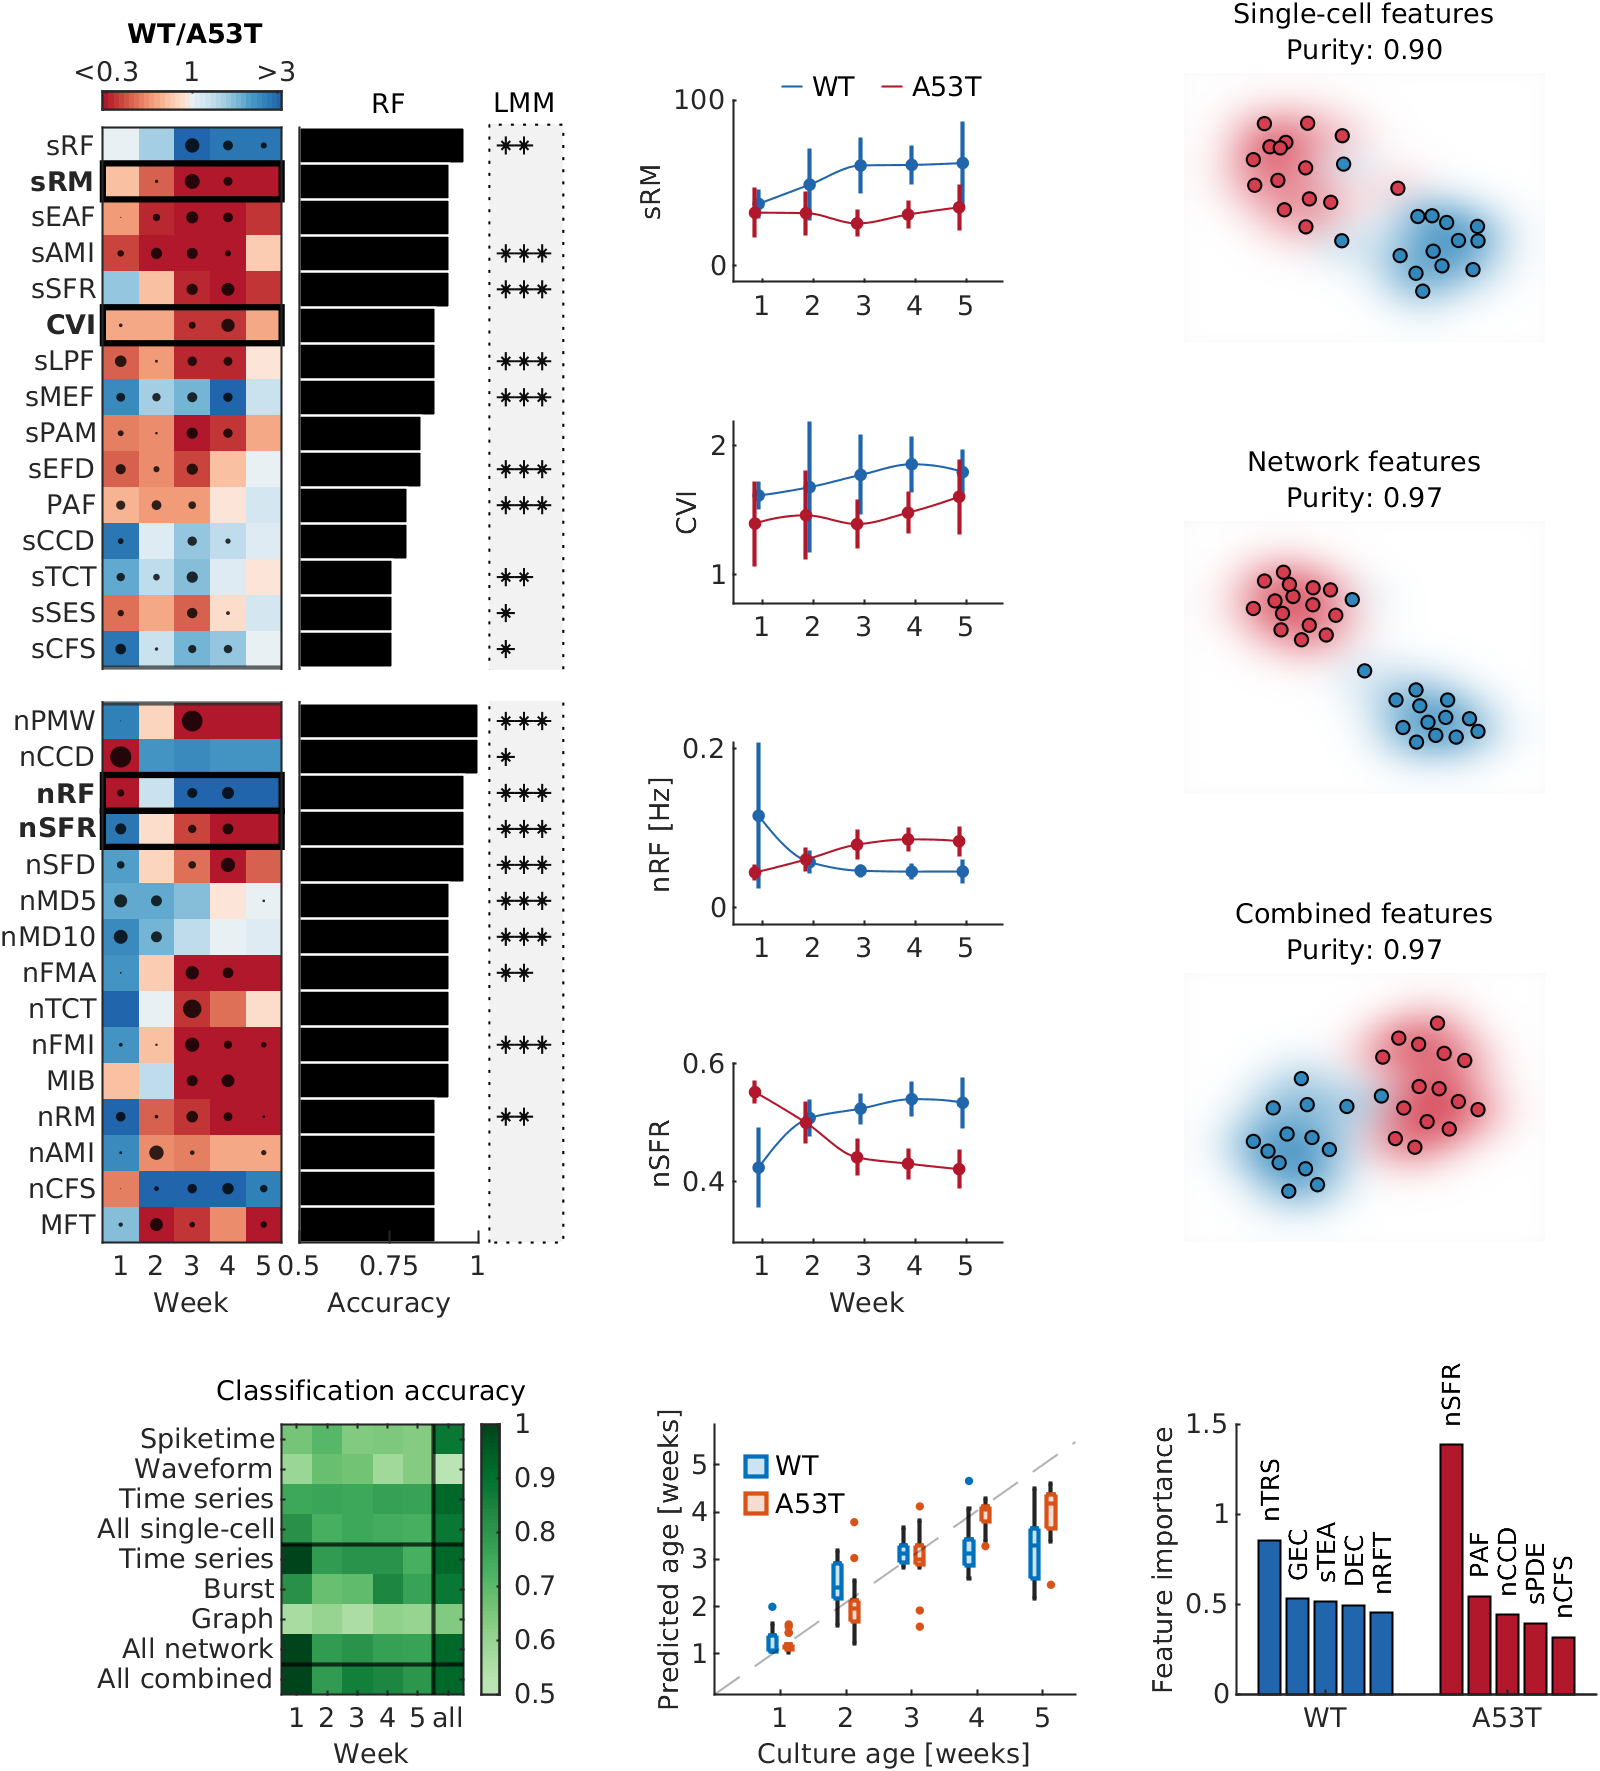 WT/A53T
<0.3 1 >3
RF
LMM
sRF **
sRM
sEAF
sAMI ***
sSFR ***
CVI
sLPF ***
sMEF ***
sPAM
sEFD ***
PAF ***
sCCD
sTCT **
sSES *
sCFS *
nPMW ***
nCCD *
nRF ***
nSFR ***
nSFD ***
nMD5 ***
nMD10 ***
nFMA **
nTCT
nFMI ***
MIB
nRM **
nAMI
nCFS
MFT
1 2 3 4 5
Week
0.5 0.75 1
Accuracy
WT A53T
sRM
100
0
1 2 3 4 5
CVI
2
1
1 2 3 4 5
nRF [Hz]
0.2
0
1 2 3 4 5
nSFR
0.6
0.4
1 2 3 4 5
Week
Single-cell features
Purity: 0.90
Network features
Purity: 0.97
Combined features
Purity: 0.97
Classification accuracy
Spiketime
Waveform
Time series
All single-cell
Time series
Burst
Graph
All network
All combined
1 2 3 4 5 all
Week
1
0.9
0.8
0.7
0.6
0.5
Predicted age [weeks]
5
4
3
2
1
WT
A53T
1 2 3 4 5
Culture age [weeks]
Feature importance
1.5
1
0.5
0
nTRS
GEC
sTEA
DEC
nRFT
nSFR
PAF
nCCD
sPDE
nCFS
WT A53T